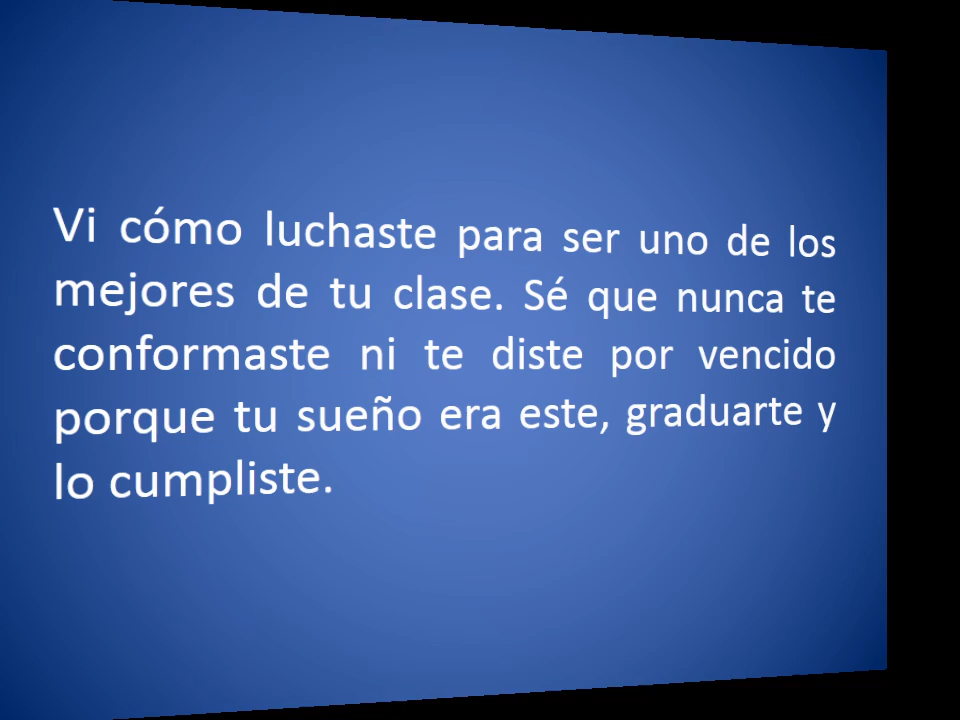 Vi cómo luchaste para ser uno de los
mejores de tu clase. Sé que nunca te
conformaste ni te diste por vencido
porque tu sueño era este, graduarte y
lo cumpliste.